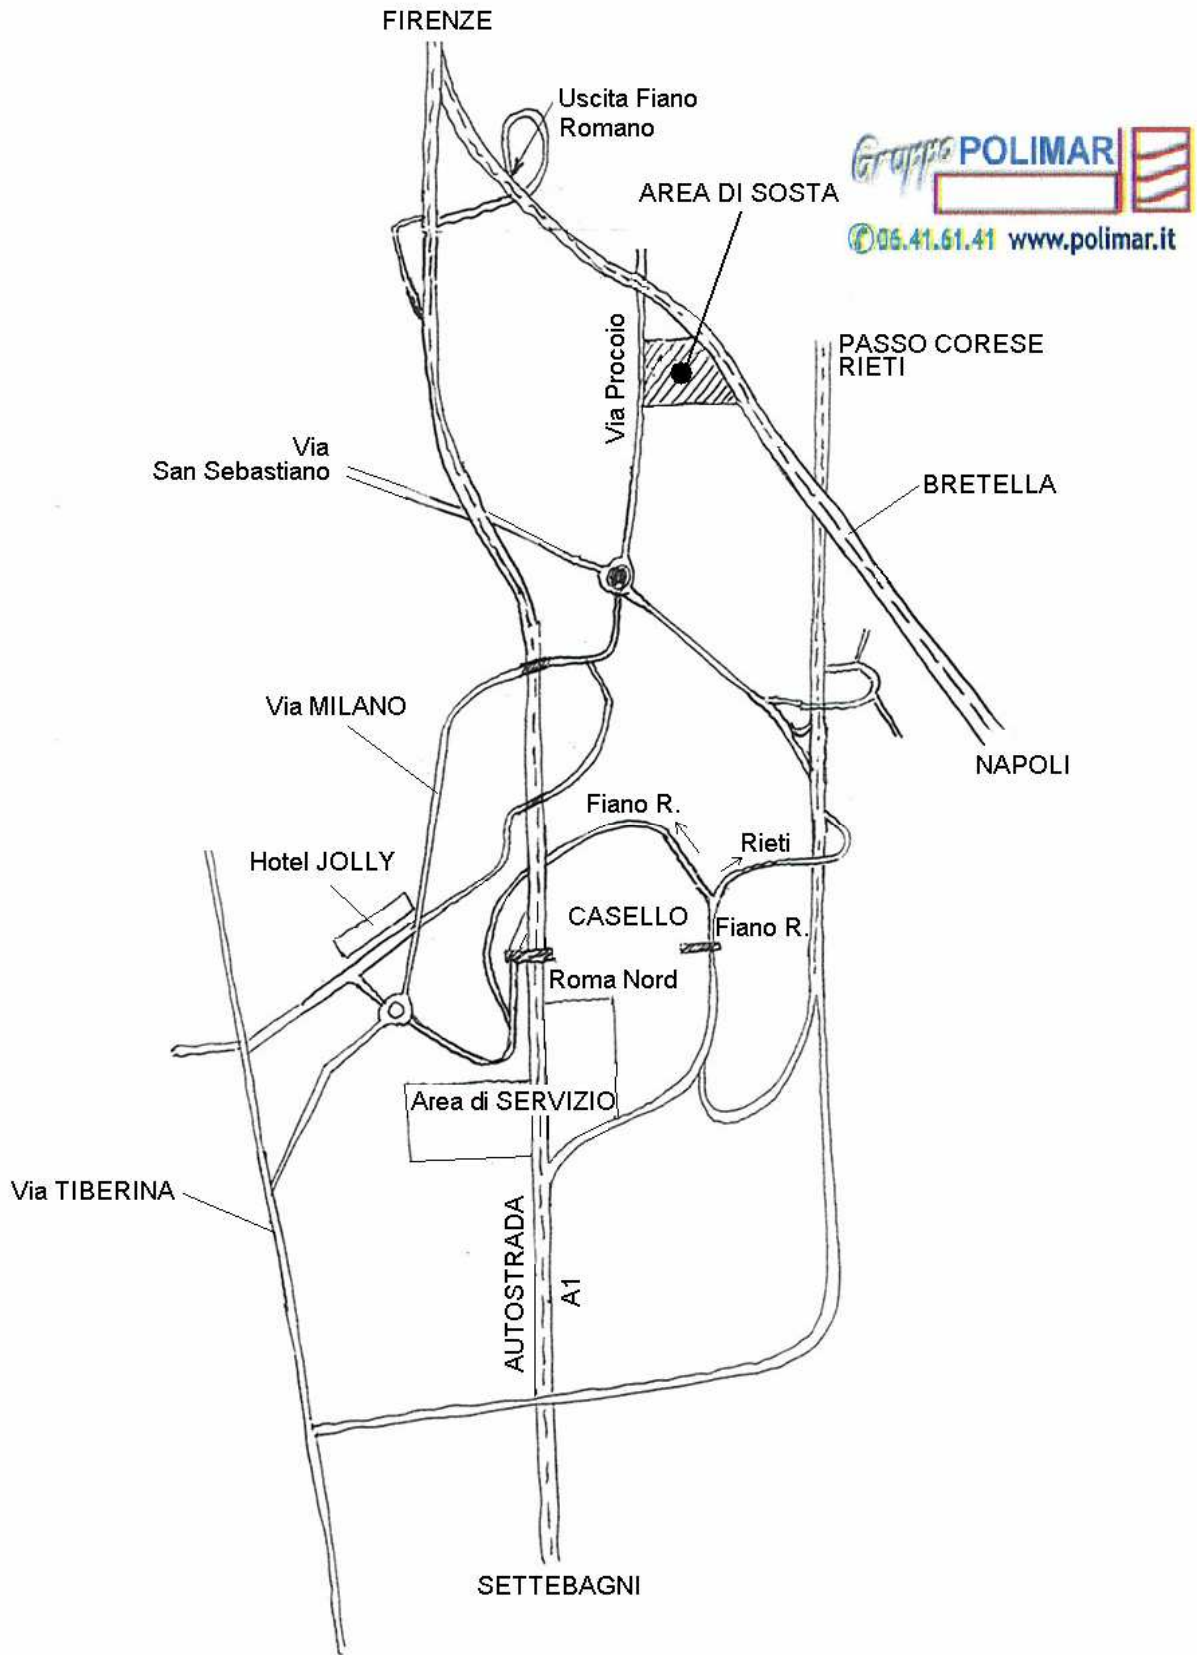 FIRENZE
Uscita Fiano
Romano
Gruppo POLIMAR
AREA DI SOSTA
06.41.61.41 www.polimar.it
Via Procoio
PASSO CORESE
RIETI
Via
San Sebastiano
BRETELLA
Via MILANO
NAPOLI
Fiano R.
Rieti
Hotel JOLLY
CASELLO
Fiano R.
Roma Nord
Area di SERVIZIO
Via TIBERINA
AUTOSTRADA
A1
SETTEBAGNI